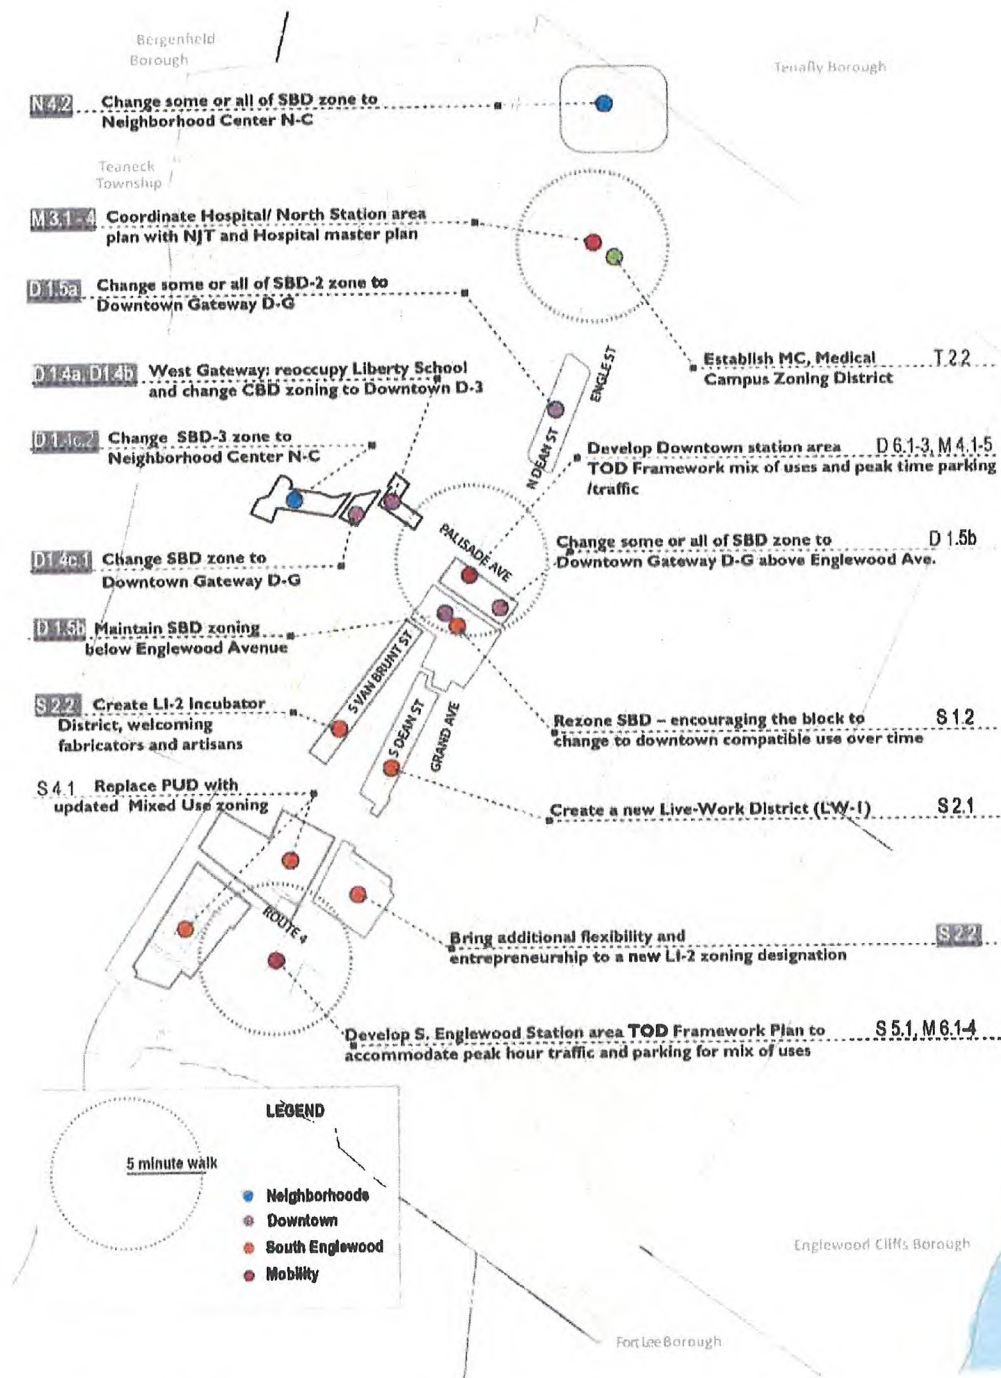 Bergenfield
Borough
Tenafly Borough
N 4.2 Change some or all of SBD zone to
Neighborhood Center N-C
Teaneck
Township
M 3.1 - 4 Coordinate Hospital/ North Station area
plan with NJT and Hospital master plan
D 1.5a Change some or all of SBD-2 zone to
Downtown Gateway D-G
Establish MC, Medical T 2.2
Campus Zoning District
D 1.4a, D1.4b West Gateway: reoccupy Liberty School
and change CBD zoning to Downtown D-3
ENGLE ST
N DEAN ST
D 1.4c.2 Change SBD-3 zone to
Neighborhood Center N-C
Develop Downtown station area D 6.1-3, M 4.1-5
TOD Framework mix of uses and peak time parking
/traffic
PALISADE AVE
D1.4c.1 Change SBD zone to
Downtown Gateway D-G
Change some or all of SBD zone to D 1.5b
Downtown Gateway D-G above Englewood Ave.
D 1.5b Maintain SBD zoning
below Englewood Avenue
S VAN BRUNT ST
S DEAN ST
GRAND AVE
S 2.2 Create LI-2 Incubator
District, welcoming
fabricators and artisans
Rezone SBD – encouraging the block to S 1.2
change to downtown compatible use over time
S 4.1 Replace PUD with
updated Mixed Use zoning
Create a new Live-Work District (LW-1) S 2.1
ROUTE 4
Bring additional flexibility and S 2.2
entrepreneurship to a new LI-2 zoning designation
Develop S. Englewood Station area TOD Framework Plan to S 5.1, M 6.1-4
accommodate peak hour traffic and parking for mix of uses
LEGEND
5 minute walk
Neighborhoods
Downtown
South Englewood
Mobility
Englewood Cliffs Borough
Fort Lee Borough